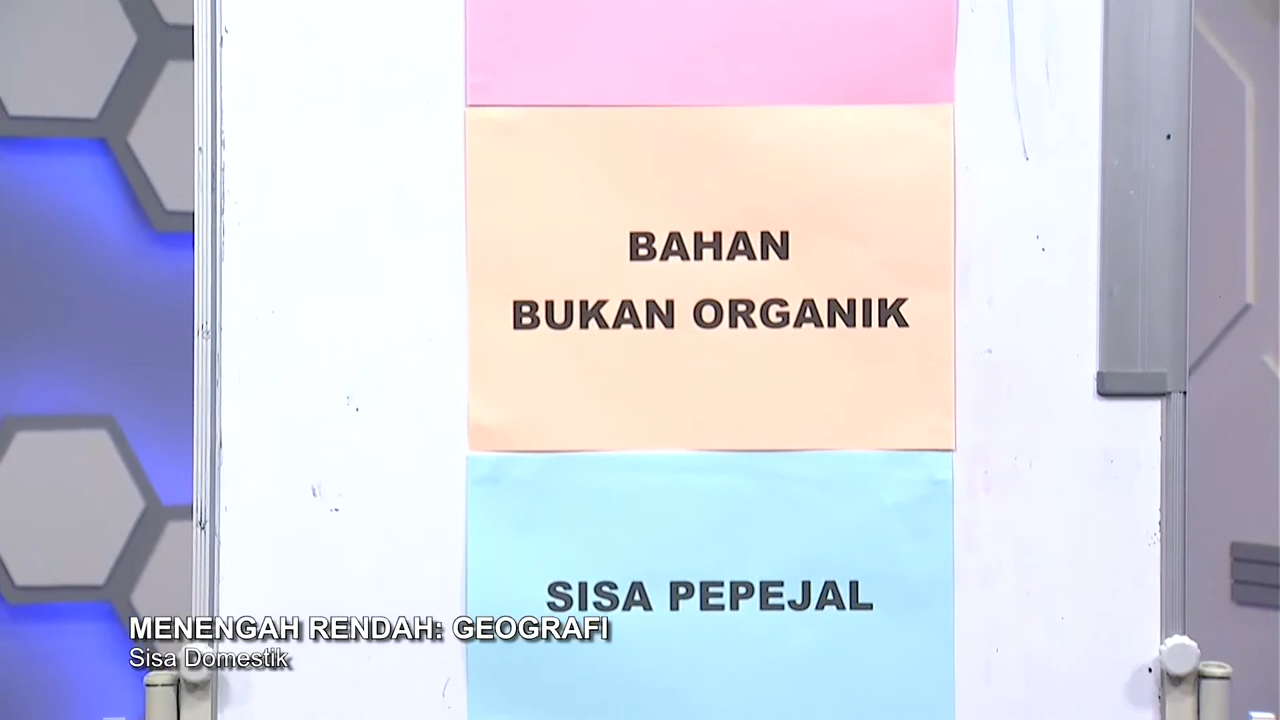 BAHAN
BUKAN ORGANIK
SISA PEPEJAL
MENENGAH RENDAH: GEOGRAFI
Sisa Domestik